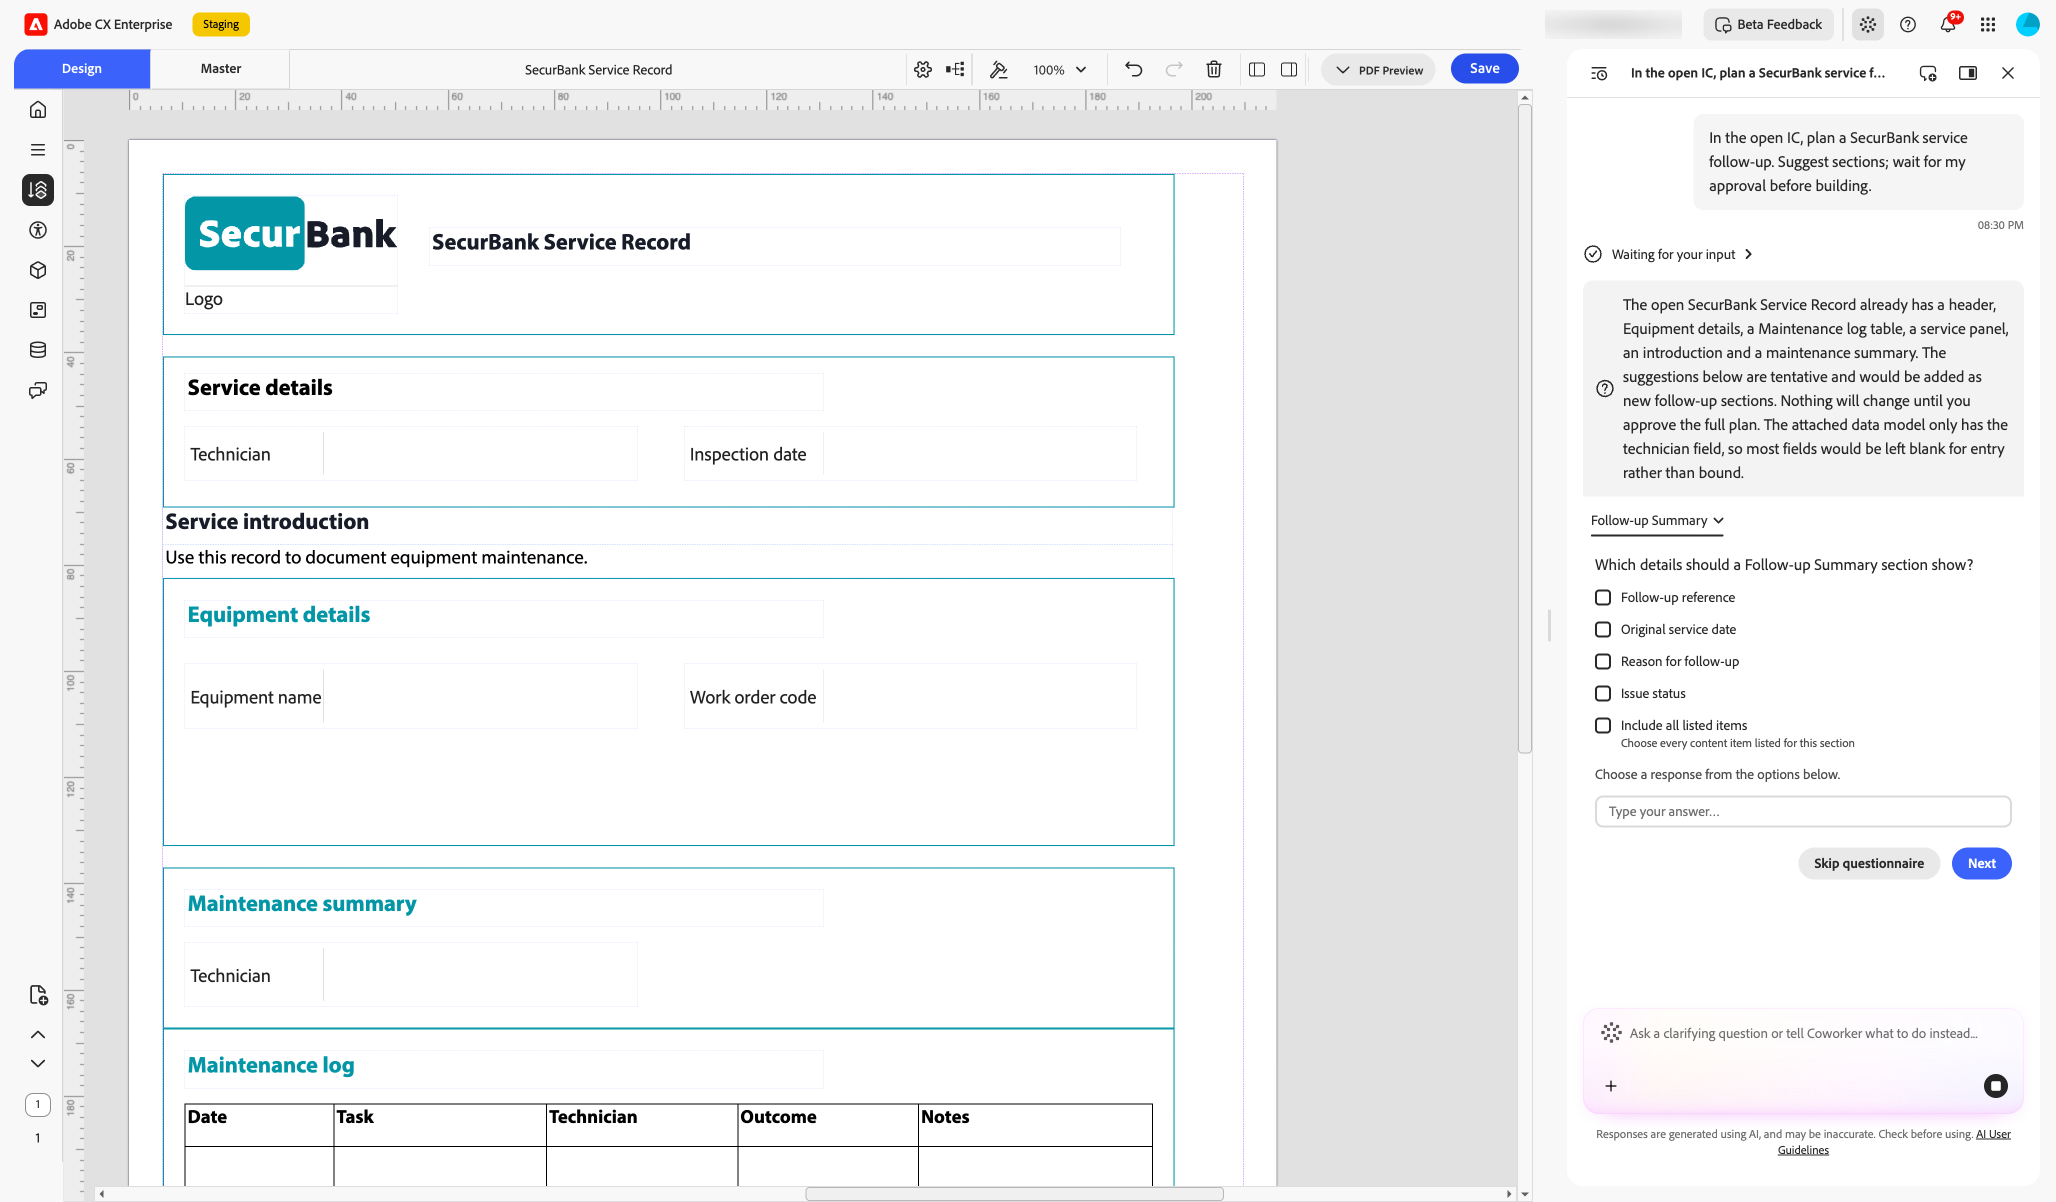 Adobe CX Enterprise
Staging
Beta Feedback
9+
Design
Master
SecurBank Service Record
100%
PDF Preview
Save
In the open IC, plan a SecurBank service f...
0 20 40 60 80 100 120 140 160 180 200
0
20
40
60
80
100
120
140
160
180
SecurBank
Logo
SecurBank Service Record
Service details
Technician
Inspection date
Service introduction
Use this record to document equipment maintenance.
Equipment details
Equipment name
Work order code
Maintenance summary
Technician
Maintenance log
Date Task Technician Outcome Notes
1
1
In the open IC, plan a SecurBank service
follow-up. Suggest sections; wait for my
approval before building.
08:30 PM
Waiting for your input
The open SecurBank Service Record already has a header,
Equipment details, a Maintenance log table, a service panel,
an introduction and a maintenance summary. The
suggestions below are tentative and would be added as
new follow-up sections. Nothing will change until you
approve the full plan. The attached data model only has the
technician field, so most fields would be left blank for entry
rather than bound.
Follow-up Summary
Which details should a Follow-up Summary section show?
Follow-up reference
Original service date
Reason for follow-up
Issue status
Include all listed items
Choose every content item listed for this section
Choose a response from the options below.
Type your answer...
Skip questionnaire
Next
Ask a clarifying question or tell Coworker what to do instead...
Responses are generated using AI, and may be inaccurate. Check before using. AI User
Guidelines